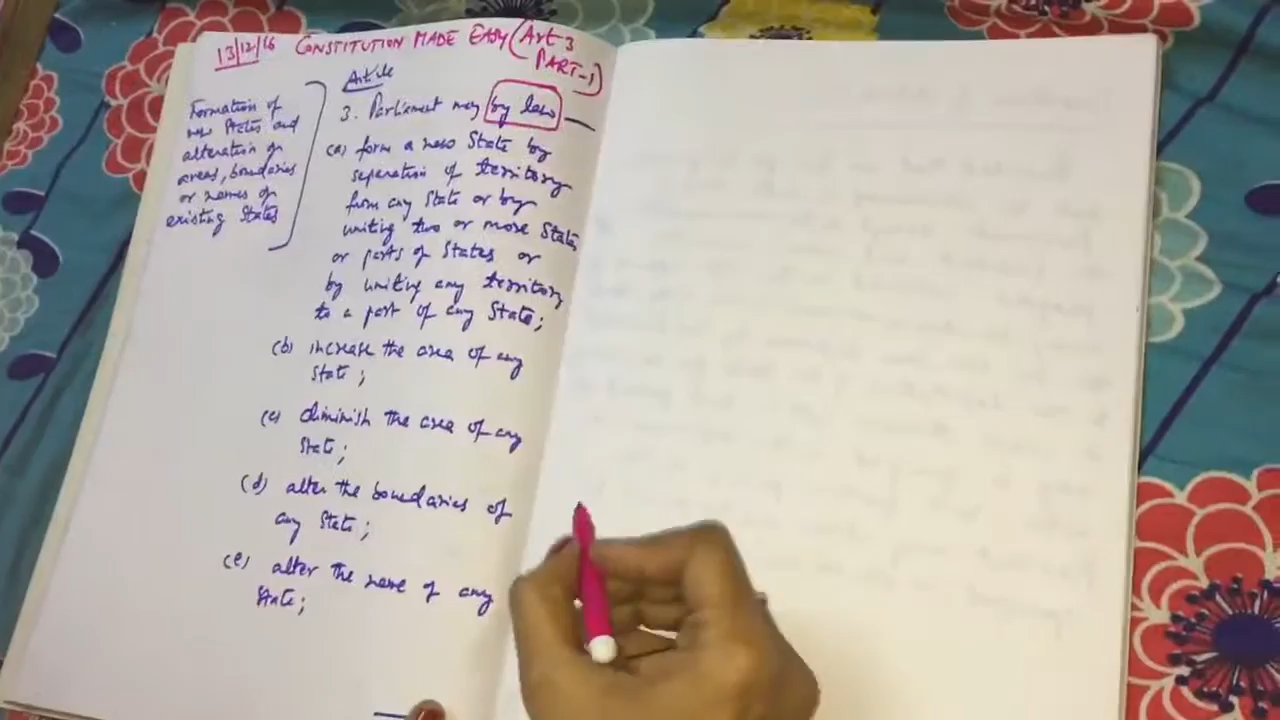 13/12/16 CONSTITUTION MADE EASY (Art 3
PART-1)
Formation of
new States and
alteration of
areas, boundaries
or names of
existing States
Article
3. Parliament may by law —
(a) form a new State by
separation of territory
from any State or by
uniting two or more States
or parts of States or
by uniting any territory
to a part of any State;
(b) increase the area of any
State;
(c) diminish the area of any
State;
(d) alter the boundaries of
any State;
(e) alter the name of any
State;